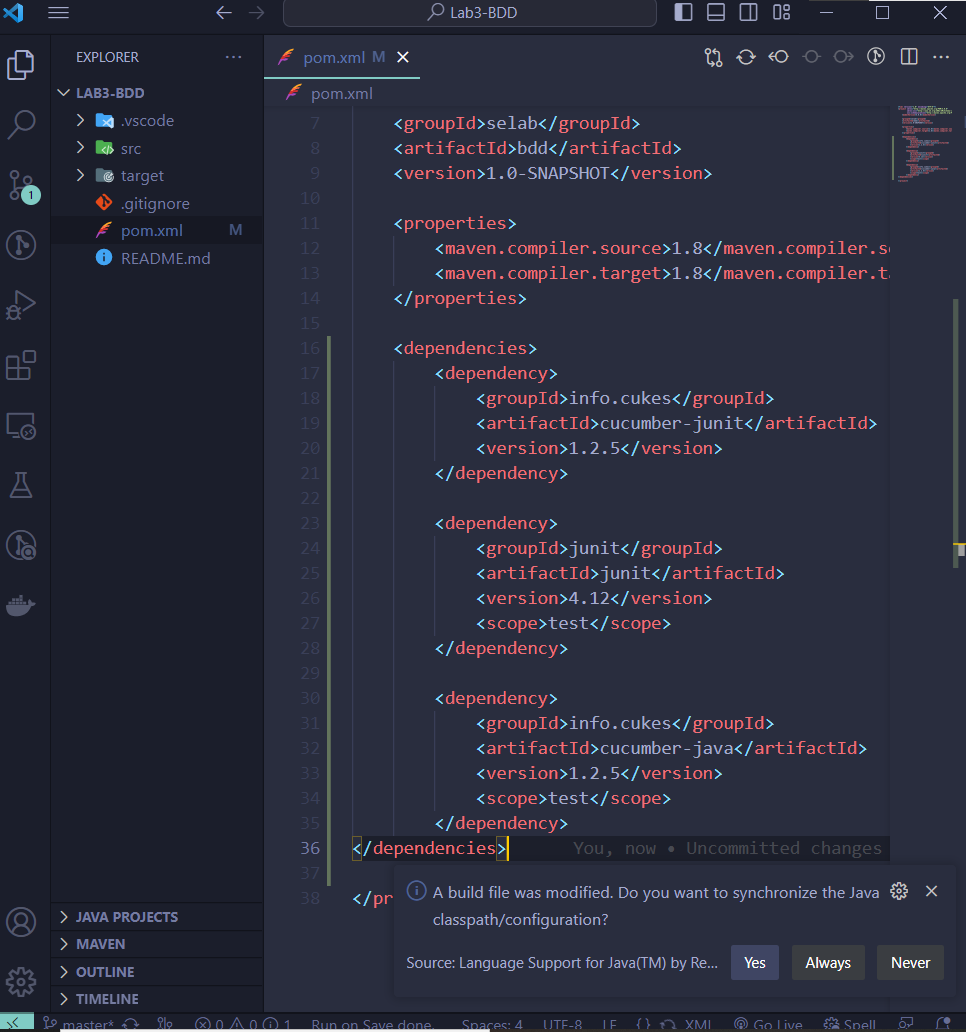 Lab3-BDD
EXPLORER
LAB3-BDD
.vscode
src
target
.gitignore
pom.xml M
README.md
JAVA PROJECTS
MAVEN
OUTLINE
TIMELINE
1
pom.xml M
pom.xml
7 <groupId>selab</groupId>
8 <artifactId>bdd</artifactId>
9 <version>1.0-SNAPSHOT</version>
10
11 <properties>
12 <maven.compiler.source>1.8</maven.compiler.so
13 <maven.compiler.target>1.8</maven.compiler.ta
14 </properties>
15
16 <dependencies>
17 <dependency>
18 <groupId>info.cukes</groupId>
19 <artifactId>cucumber-junit</artifactId>
20 <version>1.2.5</version>
21 </dependency>
22
23 <dependency>
24 <groupId>junit</groupId>
25 <artifactId>junit</artifactId>
26 <version>4.12</version>
27 <scope>test</scope>
28 </dependency>
29
30 <dependency>
31 <groupId>info.cukes</groupId>
32 <artifactId>cucumber-java</artifactId>
33 <version>1.2.5</version>
34 <scope>test</scope>
35 </dependency>
36 </dependencies> You, now • Uncommitted changes
37
38 </pr
A build file was modified. Do you want to synchronize the Java
classpath/configuration?
Source: Language Support for Java(TM) by Re... Yes Always Never
master* 0 0 1 Run on Save done. Spaces: 4 UTF-8 LF {} XML Go Live Spell